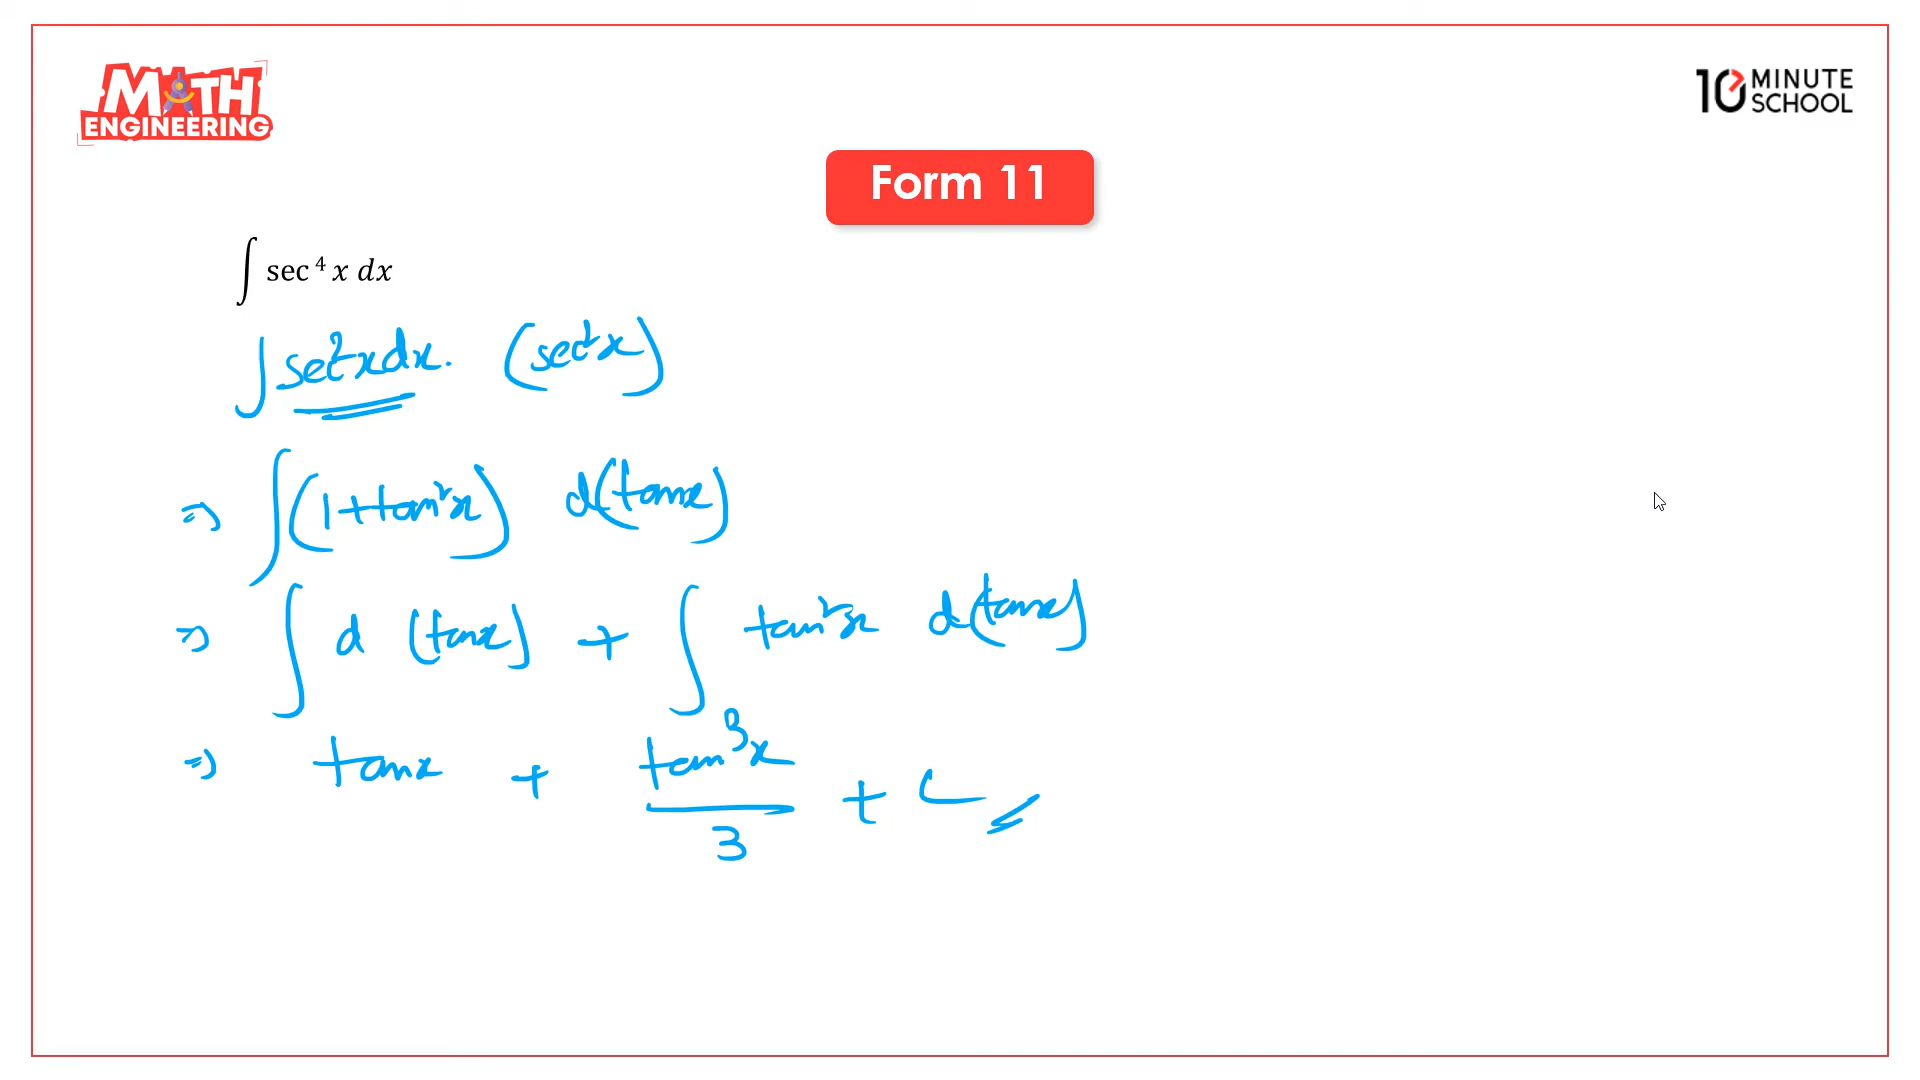 MATH
ENGINEERING
10 MINUTE
SCHOOL
Form 11
∫ sec⁴ x dx
∫ sec²x dx. (sec²x)
⇒ ∫ (1+tan²x) d(tanx)
⇒ ∫ d (tanx) + ∫ tan²x d(tanx)
⇒ tanx + tan³x/3 + c